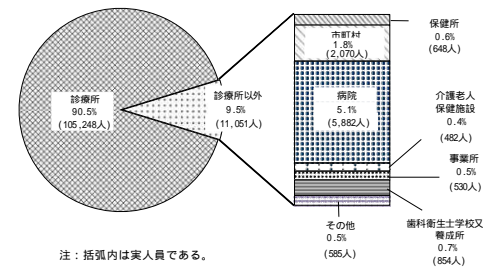 保健所
0.6%
(648人)
市町村
1.8%
(2,070人)
診療所
90.5%
(105,248人)
診療所以外
9.5%
(11,051人)
病院
5.1%
(5,882人)
介護老人
保健施設
0.4%
(482人)
事業所
0.5%
(530人)
歯科衛生士学校又
養成所
0.7%
(854人)
その他
0.5%
(585人)
注：括弧内は実人員である。